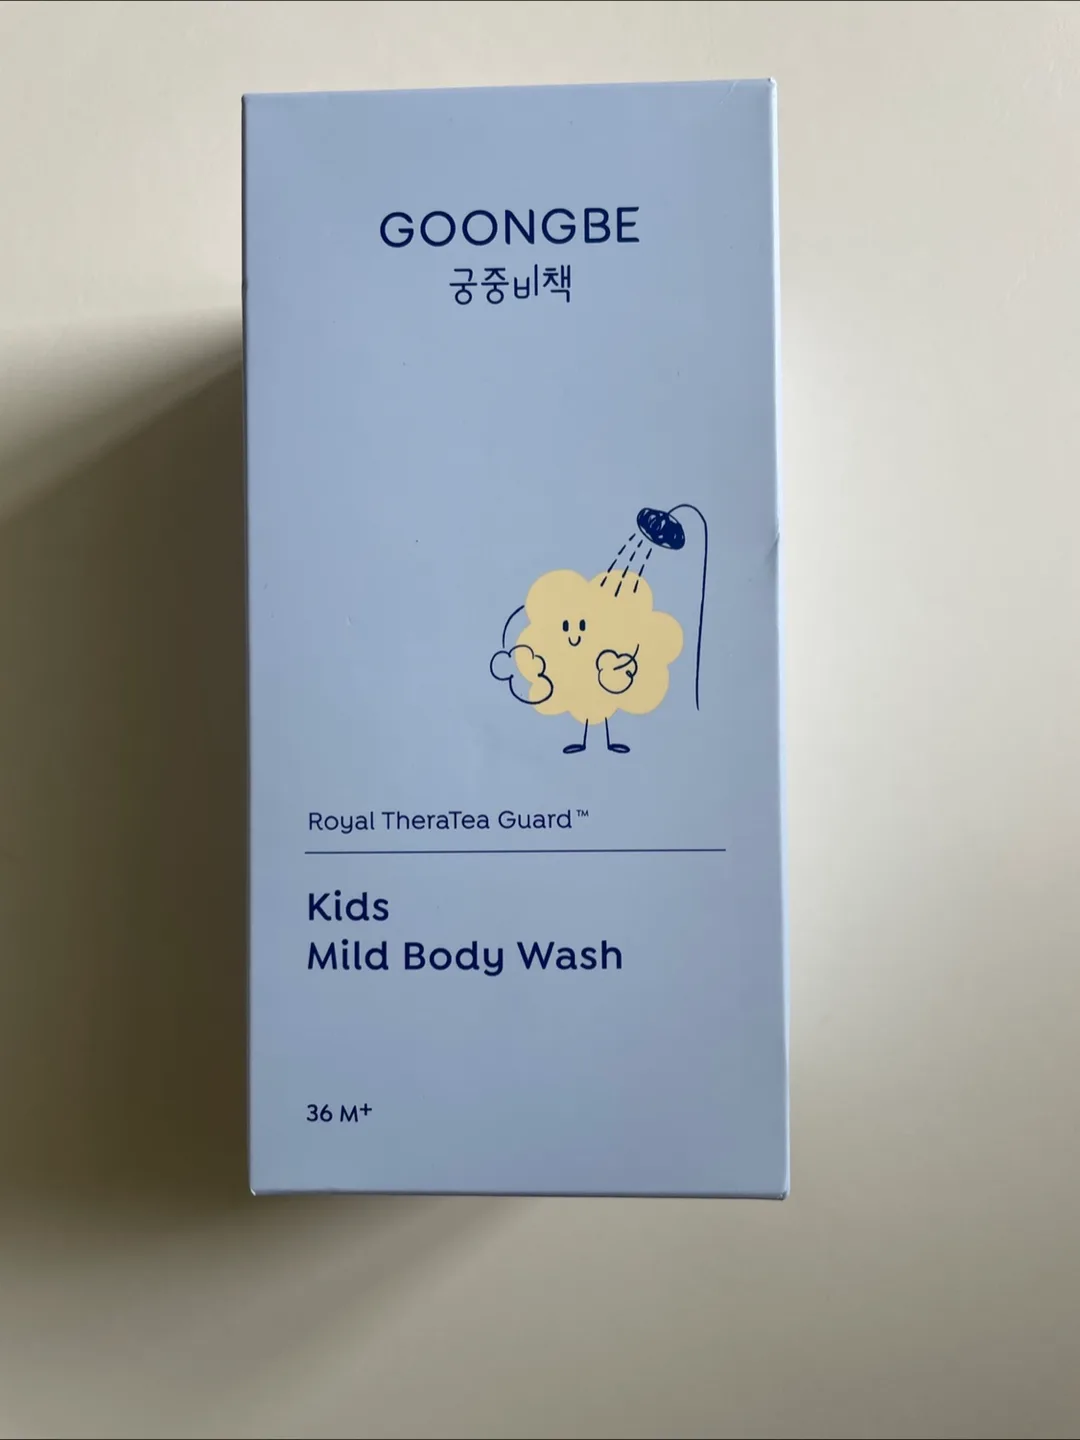 GOONGBE
궁중비책
Royal TheraTea Guard™
Kids
Mild Body Wash
36 M+